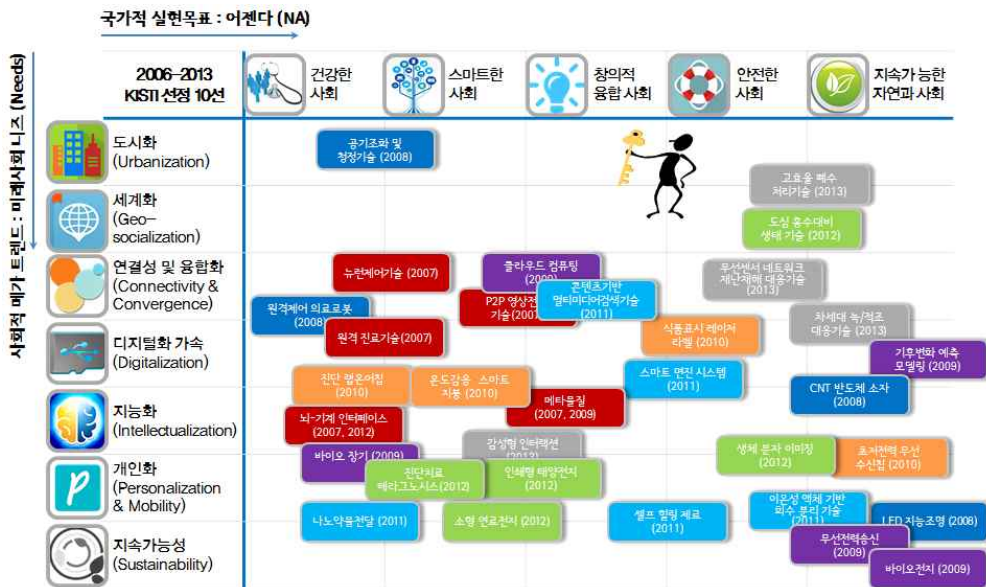 국가적 실현목표 : 어젠다 (NA)
사회적 메가 트렌드 : 미래사회 니즈 (Needs)
2006-2013
KISTI 선정 10선
건강한
사회
스마트한
사회
창의적
융합 사회
안전한
사회
지속가능한
자연과 사회
도시화
(Urbanization)
공기조화 및
청정기술 (2008)
고효율 폐수
처리기술 (2013)
세계화
(Geo-
socialization)
도심 홍수대비
생태 기술 (2012)
연결성 및 융합화
(Connectivity &
Convergence)
뉴런제어기술 (2007)
클라우드 컴퓨팅
(2009)
무선센서 네트워크
재난재해 대응기술
(2013)
원격제어 의료로봇
(2008)
P2P 영상전
기술(2007
콘텐츠기반
멀티미디어검색기술
(2011)
차세대 녹/적조
대응기술 (2013)
디지털화 가속
(Digitalization)
원격 진료기술(2007)
식품표시 레이저
라벨 (2010)
기후변화 예측
모델링 (2009)
진단 랩온어칩
(2010)
온도감응 스마트
지붕 (2010)
스마트 면진 시스템
(2011)
CNT 반도체 소자
(2008)
지능화
(Intellectualization)
뇌-기계 인터페이스
(2007, 2012)
메타물질
(2007, 2009)
감성형 인터랙션
(2013)
생체 분자 이미징
(2012)
초저전력 무선
수신칩 (2010)
개인화
(Personalization
& Mobility)
바이오 장기 (2009)
진단치료
테라그노시스(2012)
인쇄형 태양전지
(2012)
나노약물전달 (2011)
소형 연료전지 (2012)
셀프 힐링 재료
(2011)
이온성 액체 기반
회수 분리 기술
(2011)
LED 지능조명 (2008)
지속가능성
(Sustainability)
무선전력송신
(2009)
바이오전지 (2009)